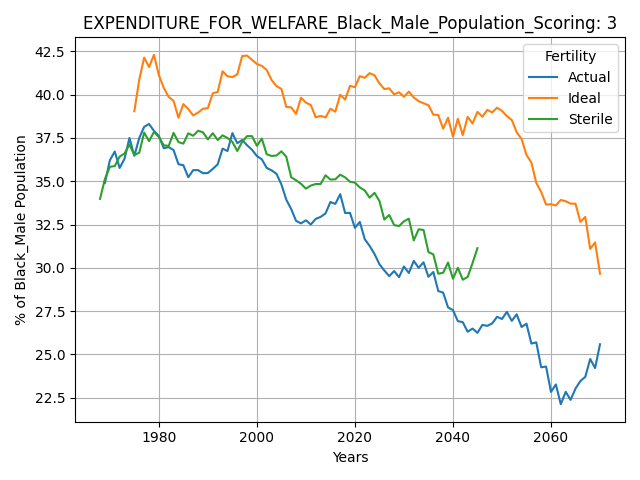 EXPENDITURE_FOR_WELFARE_Black_Male_Population_Scoring: 3
Fertility
Actual
Ideal
Sterile
% of Black_Male Population
42.5
40.0
37.5
35.0
32.5
30.0
27.5
25.0
22.5
1980 2000 2020 2040 2060
Years